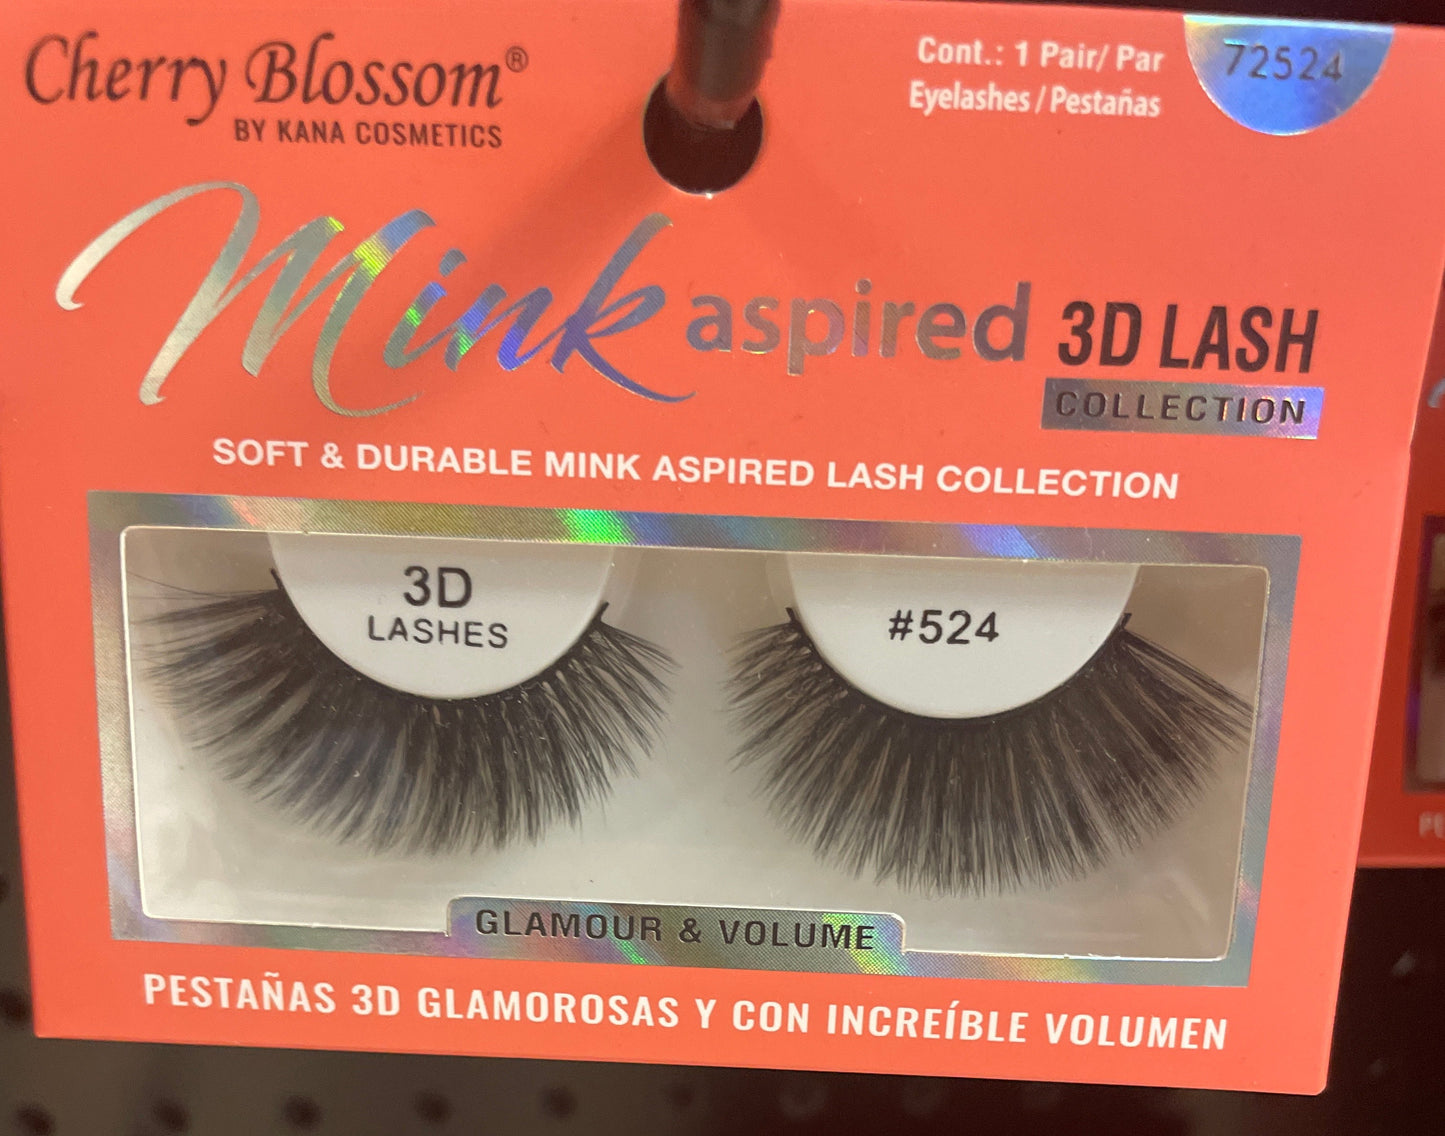 Cherry Blossom®
BY KANA COSMETICS
Cont.: 1 Pair/ Par
Eyelashes / Pestañas
72524
Mink aspired 3D LASH
COLLECTION
SOFT & DURABLE MINK ASPIRED LASH COLLECTION
3D
LASHES
#524
GLAMOUR & VOLUME
PESTAÑAS 3D GLAMOROSAS Y CON INCREÍBLE VOLUMEN